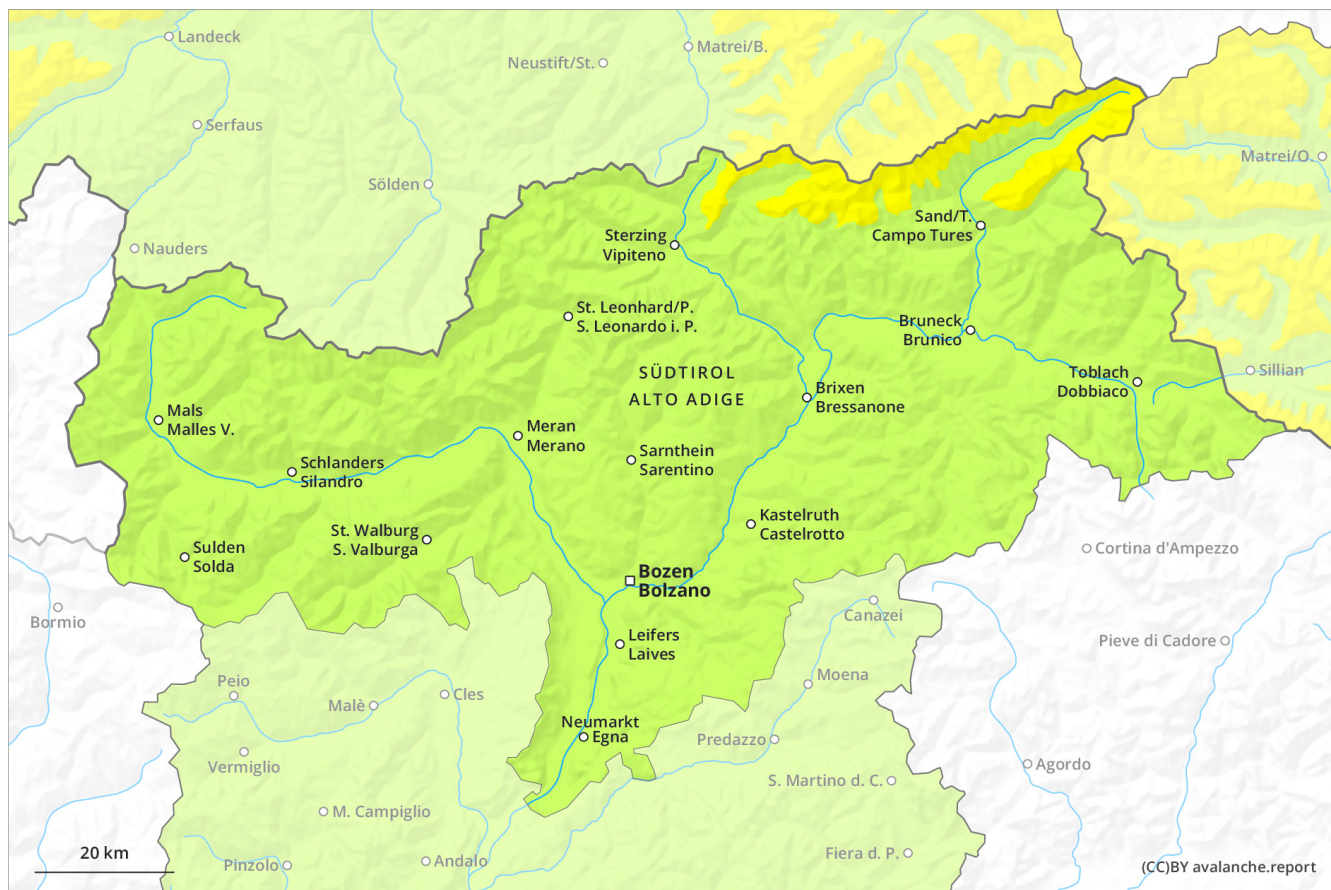 Landeck
Matrei/B.
Neustift/St.
Serfaus
Matrei/O.
Sölden
Sand/T.
Campo Tures
Sterzing
Vipiteno
Nauders
St. Leonhard/P.
S. Leonardo i. P.
Bruneck
Brunico
SÜDTIROL
ALTO ADIGE
Toblach
Dobbiaco
Sillian
Brixen
Bressanone
Mals
Malles V.
Meran
Merano
Sarnthein
Sarentino
Schlanders
Silandro
Kastelruth
Castelrotto
St. Walburg
S. Valburga
Sulden
Solda
Cortina d'Ampezzo
Bozen
Bolzano
Bormio
Canazei
Leifers
Laives
Pieve di Cadore
Peio
Moena
Cles
Malè
Neumarkt
Egna
Predazzo
Vermiglio
Agordo
S. Martino d. C.
M. Campiglio
20 km
Andalo
Pinzolo
Fiera d. P.
(CC)BY avalanche.report